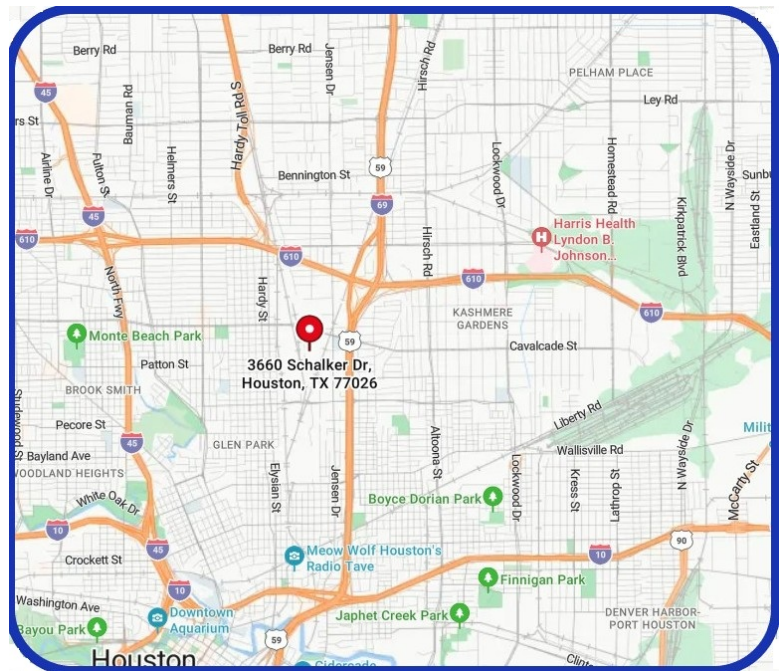 Berry Rd
Berry Rd
Jensen Dr
Hirsch Rd
PELHAM PLACE
45
Bauman Rd
Hardy Toll Rd S
Ley Rd
rs St
Airline Dr
Fulton St
Helmers St
Bennington St
59
Lockwood Dr
Homestead Rd
N Wayside Dr
Sunbu
Kirkpatrick Blvd
Eastland St
45
69
610
610
Hirsch Rd
Harris Health
Lyndon B.
Johnson...
North Fwy
Hardy St
610
610
KASHMERE
GARDENS
Monte Beach Park
59
Cavalcade St
Patton St
3660 Schalker Dr,
Houston, TX 77026
BROOK SMITH
Studewood St
Pecore St
45
GLEN PARK
Altoona St
Liberty Rd
Milit
Bayland Ave
Wallisville Rd
N Wayside Dr
WOODLAND HEIGHTS
Elysian St
Jensen Dr
Lockwood Dr
Kress St
Lathrop St
McCarty St
White Oak Dr
Boyce Dorian Park
10
45
Crockett St
Meow Wolf Houston's
Radio Tave
10
90
10
Finnigan Park
Washington Ave
Downtown
Aquarium
Japhet Creek Park
DENVER HARBOR-
PORT HOUSTON
Bayou Park
59
Houston
Cidercade
Clint